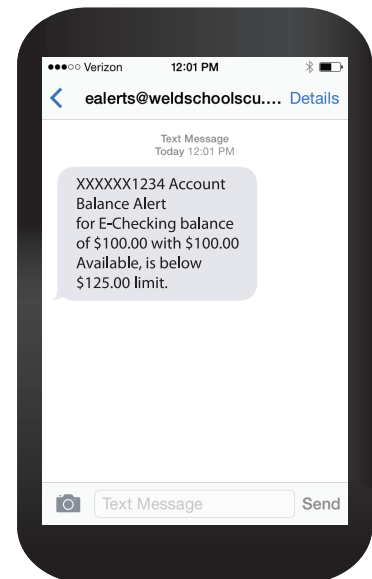 Verizon 12:01 PM
ealerts@weldschoolscu.... Details
Text Message
Today 12:01 PM
XXXXXX1234 Account
Balance Alert
for E-Checking balance
of $100.00 with $100.00
Available, is below
$125.00 limit.
Text Message Send